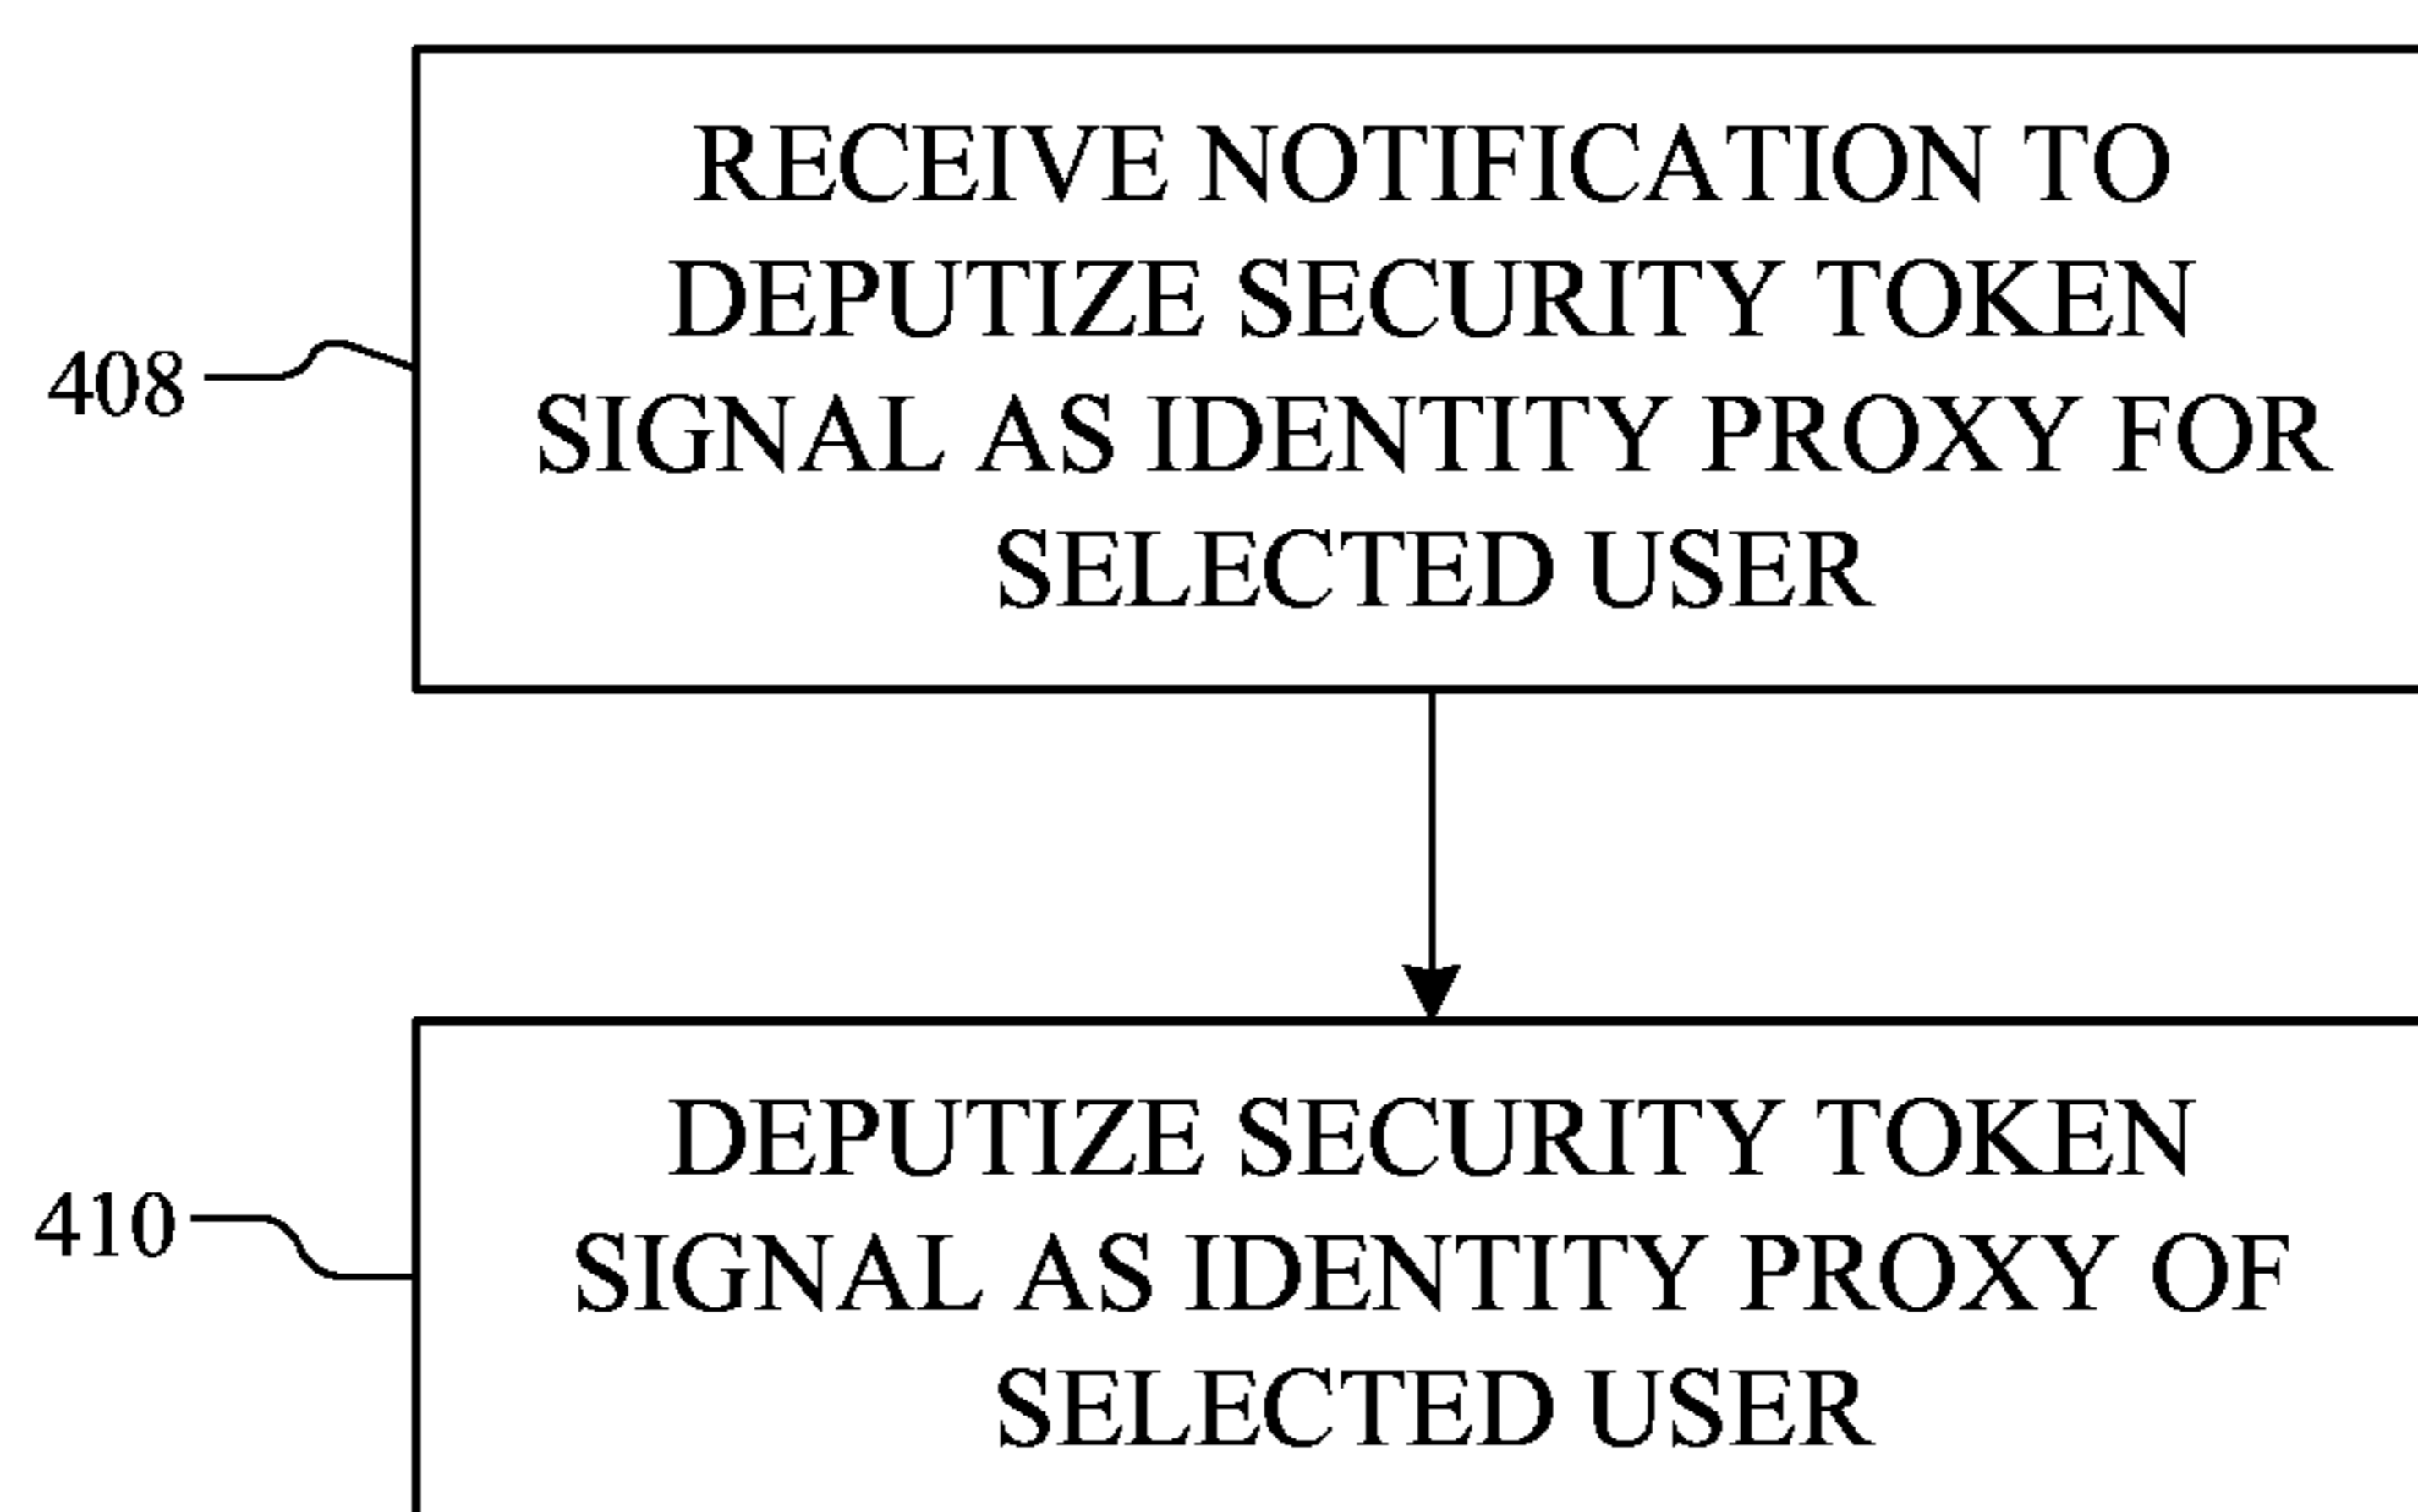 RECEIVE NOTIFICATION TO
DEPUTIZE SECURITY TOKEN
SIGNAL AS IDENTITY PROXY FOR
SELECTED USER
408
DEPUTIZE SECURITY TOKEN
SIGNAL AS IDENTITY PROXY OF
SELECTED USER
410